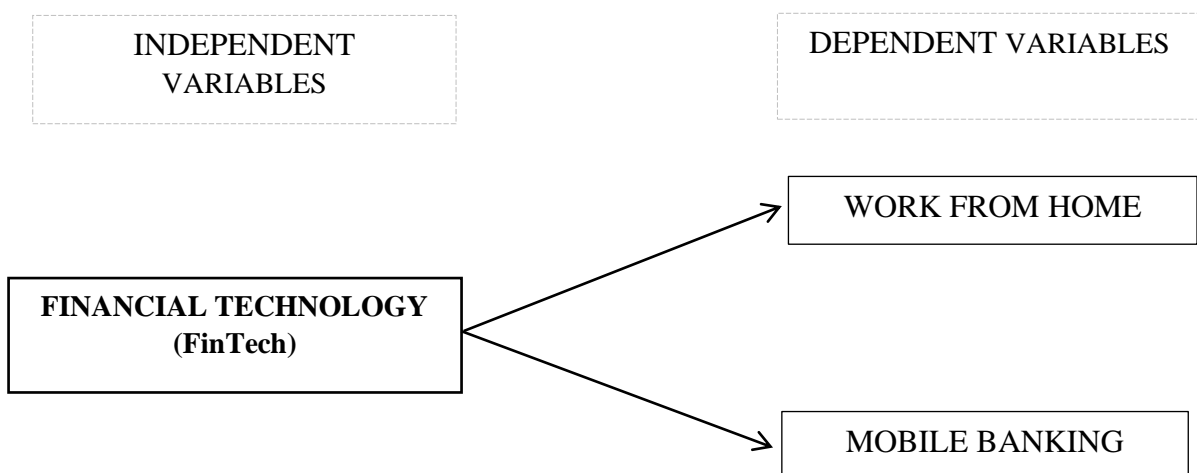 INDEPENDENT
VARIABLES
DEPENDENT VARIABLES
WORK FROM HOME
FINANCIAL TECHNOLOGY
(FinTech)
MOBILE BANKING